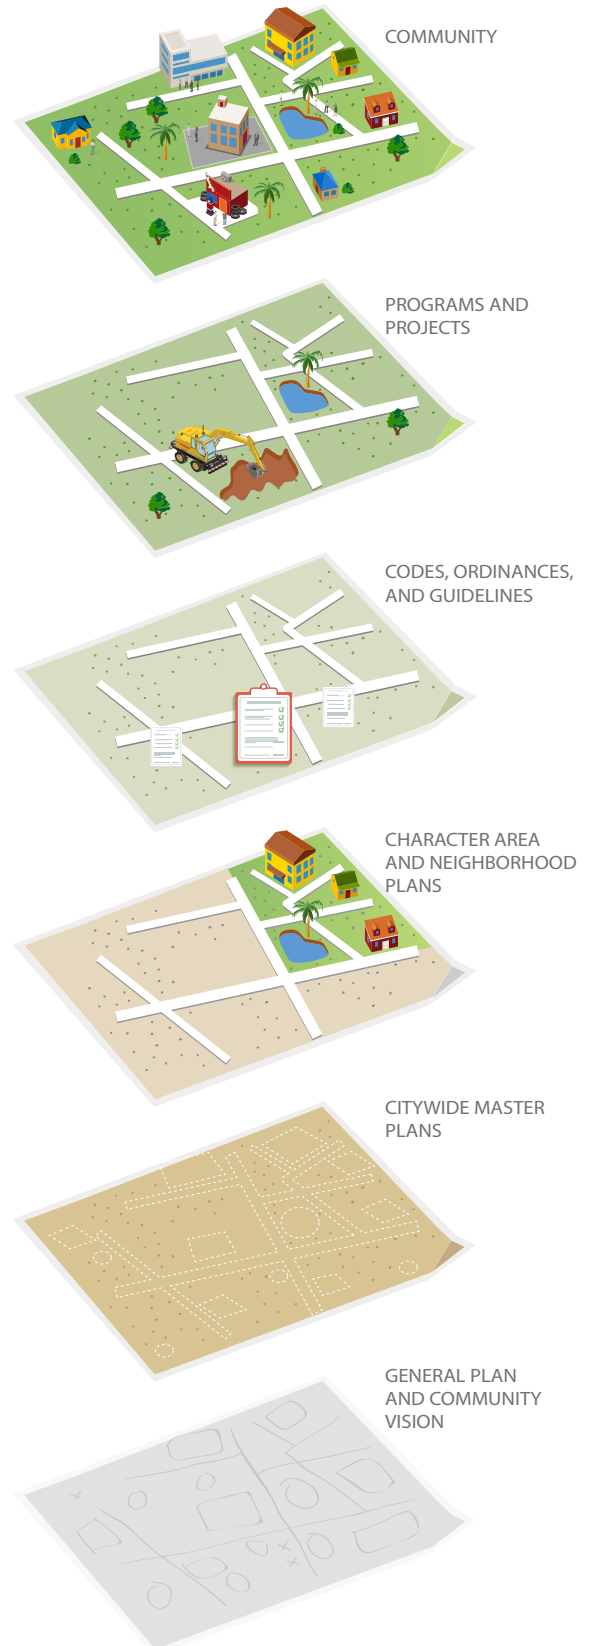 COMMUNITY
PROGRAMS AND
PROJECTS
CODES, ORDINANCES,
AND GUIDELINES
CHARACTER AREA
AND NEIGHBORHOOD
PLANS
CITYWIDE MASTER
PLANS
GENERAL PLAN
AND COMMUNITY
VISION